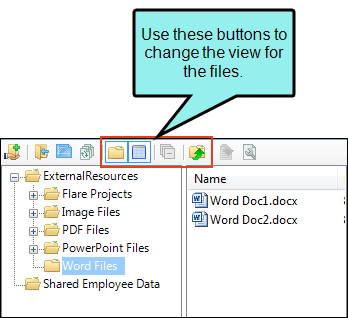 Use these buttons to
change the view for
the files.
ExternalResources
Flare Projects
Image Files
PDF Files
PowerPoint Files
Word Files
Shared Employee Data
Name
Word Doc1.docx
Word Doc2.docx